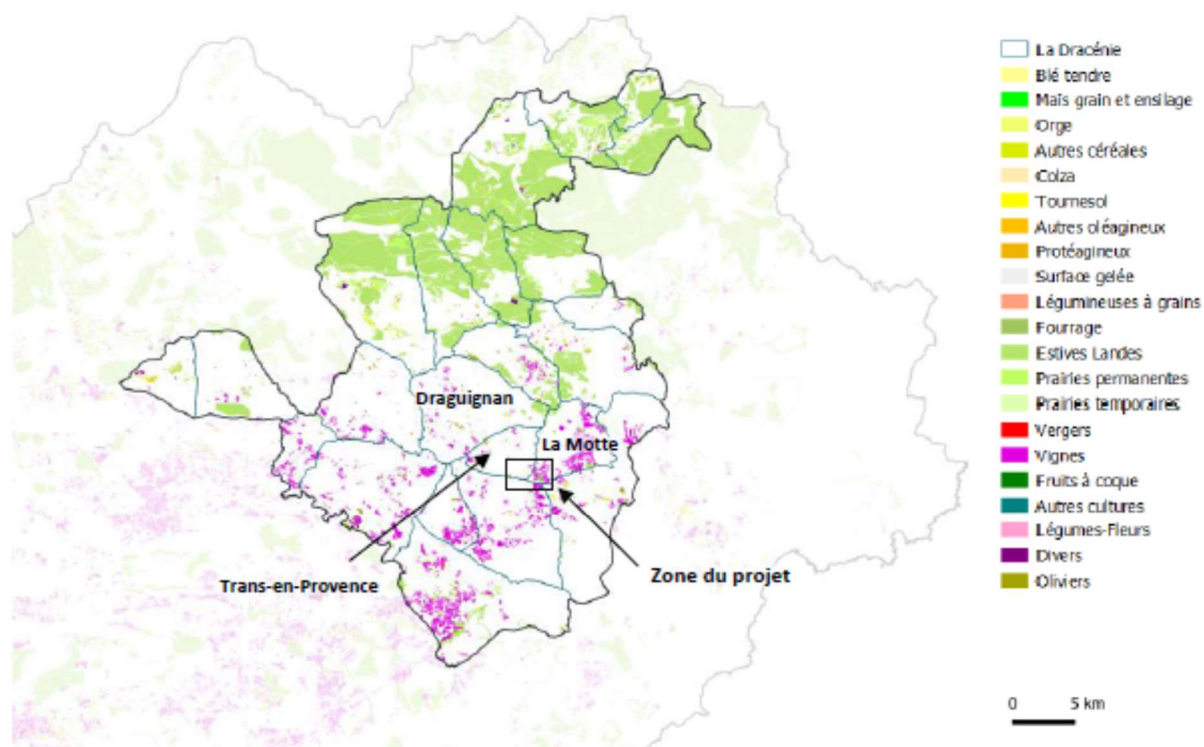 Draguignan
La Motte
Trans-en-Provence
Zone du projet
La Dracénie
Blé tendre
Maïs grain et ensilage
Orge
Autres céréales
Colza
Tournesol
Autres oléagineux
Protéagineux
Surface gelée
Légumineuses à grains
Fourrage
Estives Landes
Prairies permanentes
Prairies temporaires
Vergers
Vignes
Fruits à coque
Autres cultures
Légumes-Fleurs
Divers
Oliviers
0 5 km